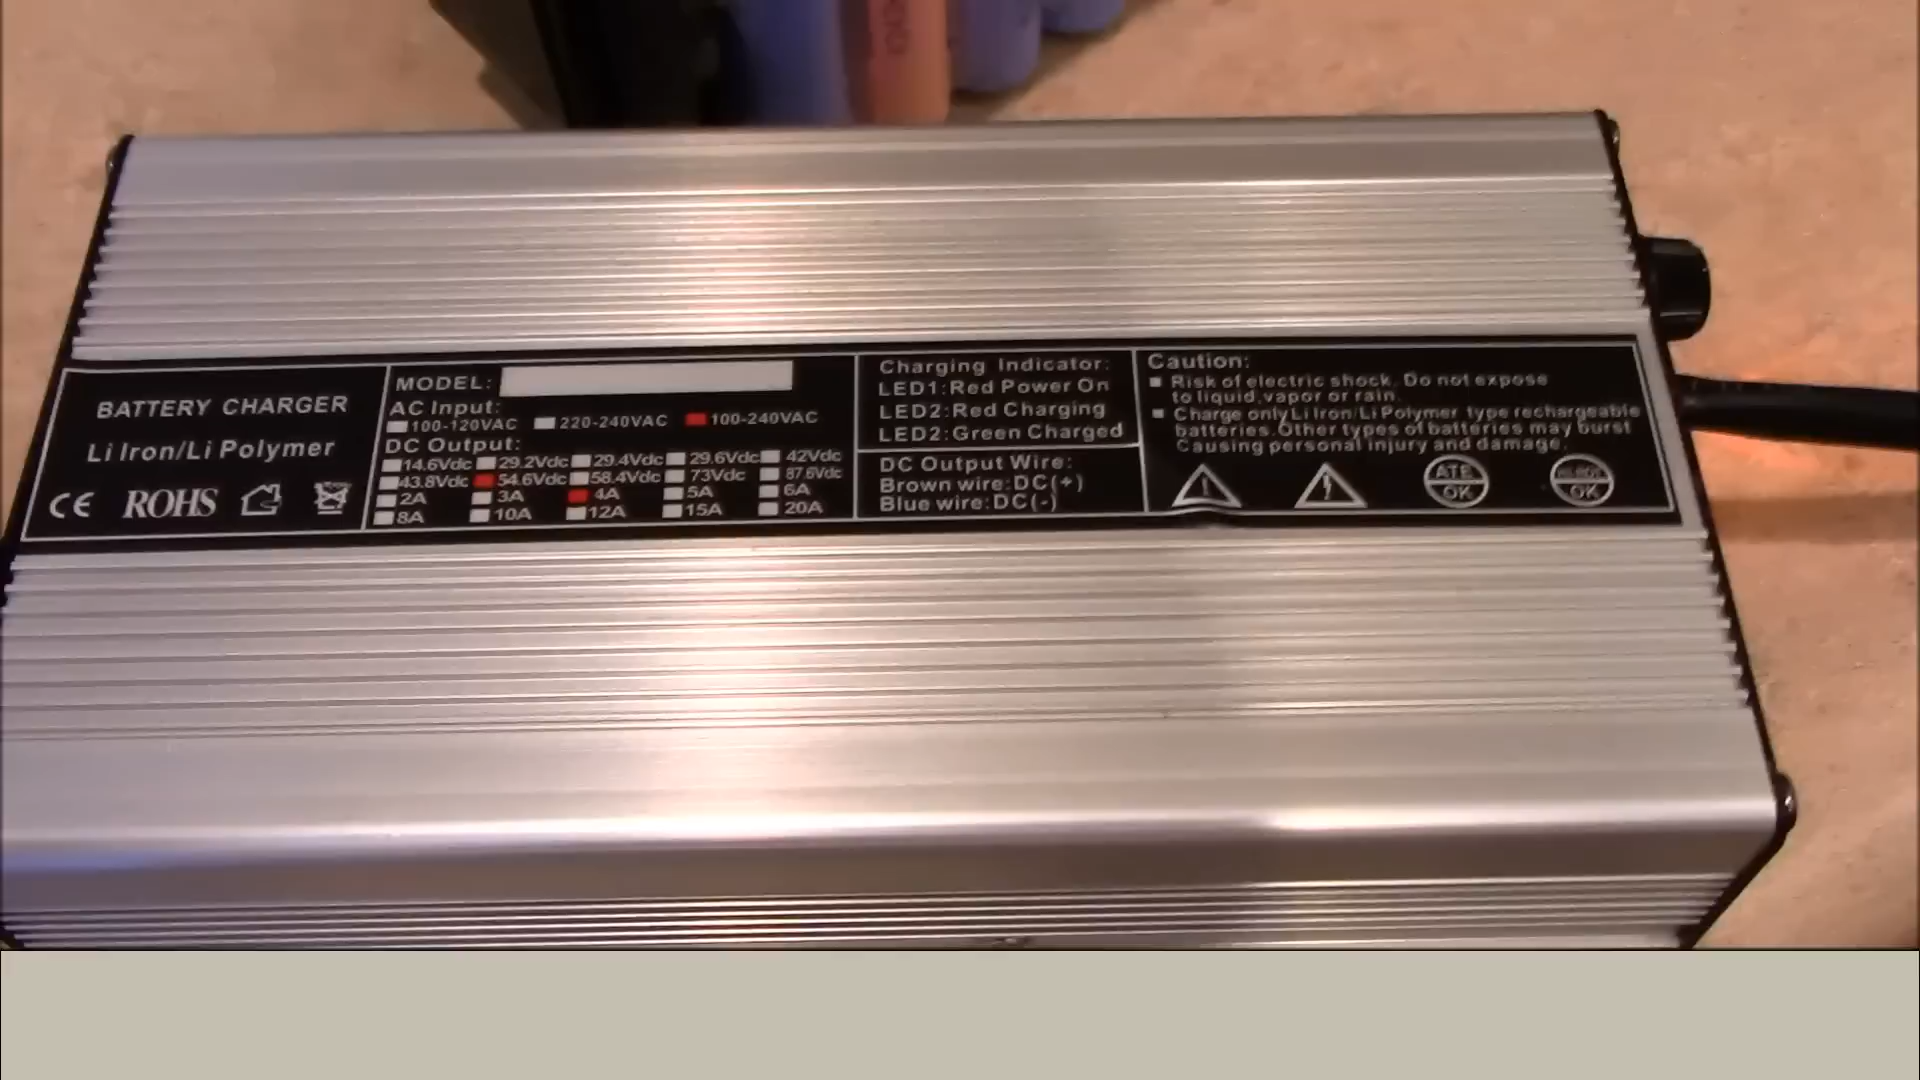 BATTERY CHARGER
Li Iron/Li Polymer
CE ROHS
MODEL:
AC Input:
100-120VAC 220-240VAC 100-240VAC
DC Output:
14.6Vdc 29.2Vdc 29.4Vdc 29.6Vdc 42Vdc
43.8Vdc 54.6Vdc 58.4Vdc 73Vdc 87.6Vdc
2A 3A 4A 5A 6A
8A 10A 12A 15A 20A
Charging Indicator:
LED1:Red Power On
LED2:Red Charging
LED2:Green Charged
DC Output Wire:
Brown wire:DC(+)
Blue wire:DC(-)
Caution:
Risk of electric shock. Do not expose
to liquid,vapor or rain.
Charge only Li Iron/Li Polymer type rechargeable
batteries.Other types of batteries may burst
Causing personal injury and damage.
ATE
OK
OK